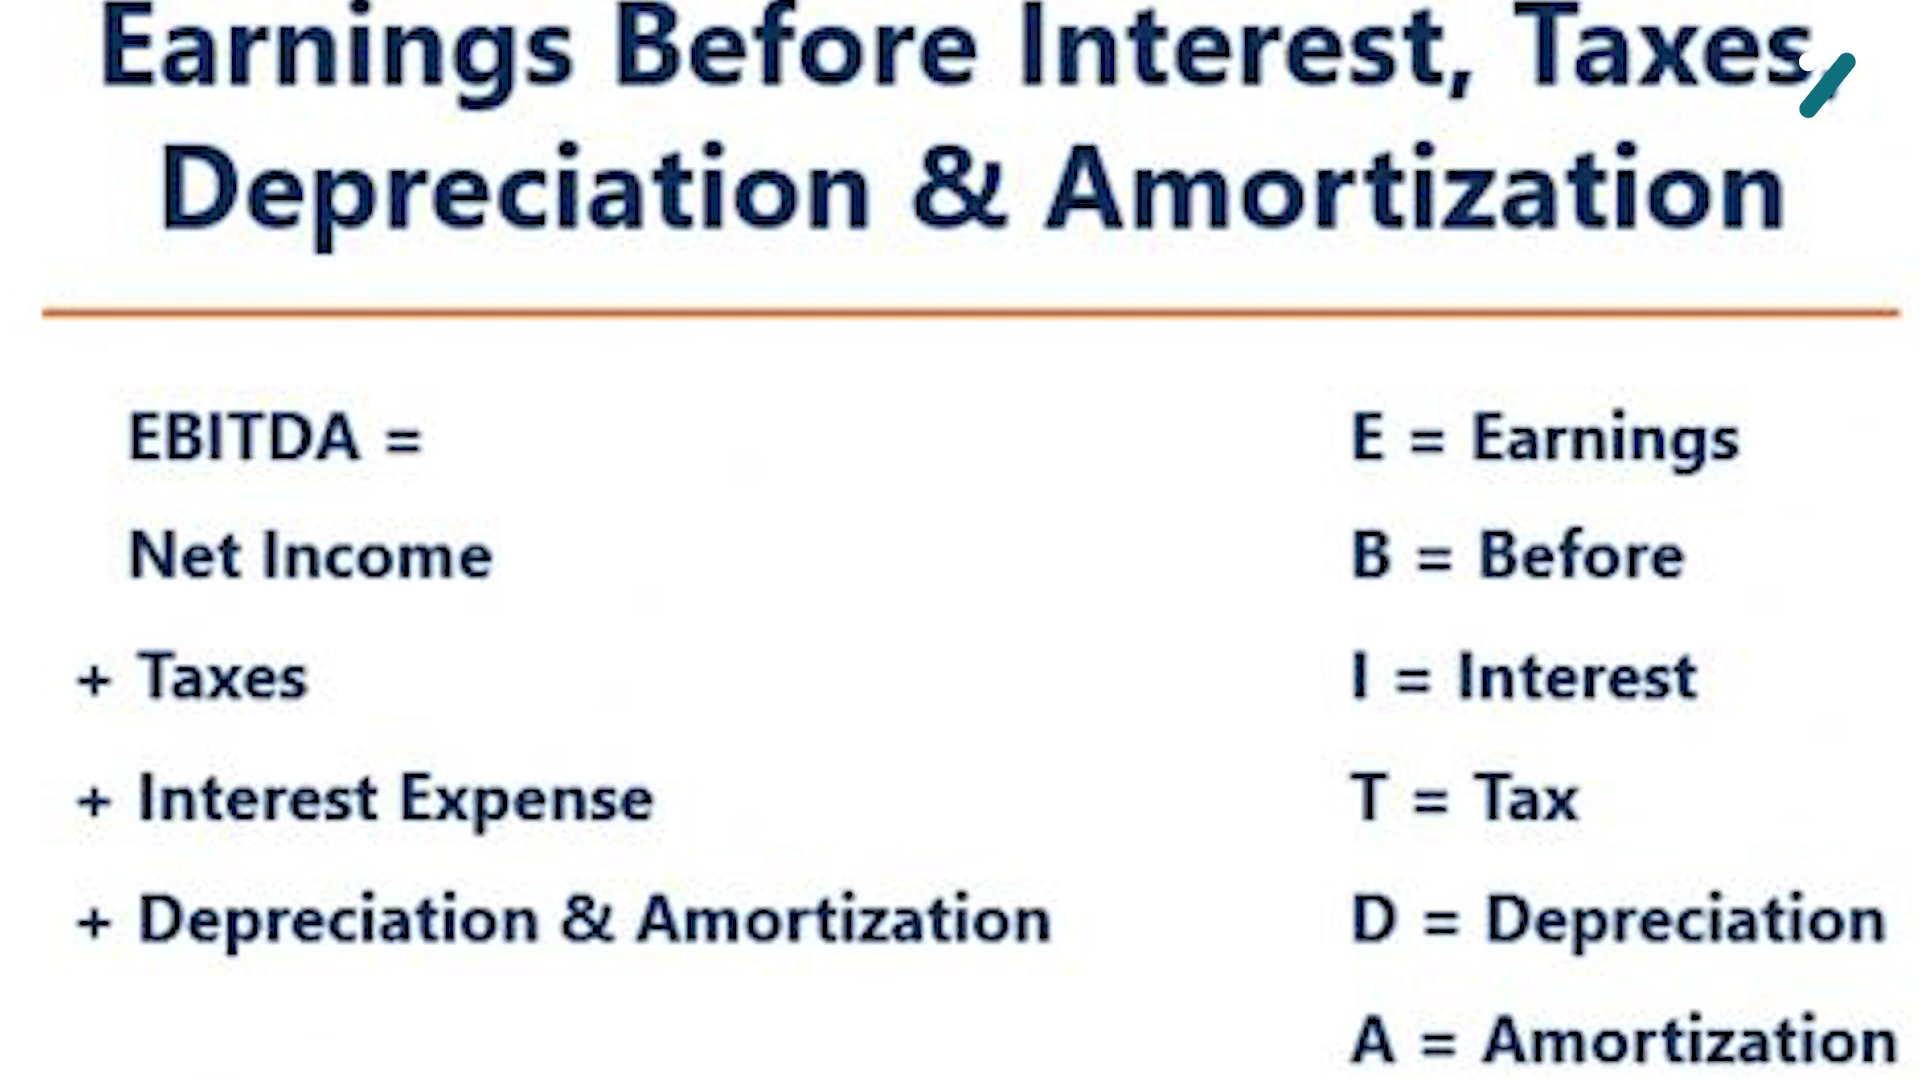 Earnings Before Interest, Taxes,
Depreciation & Amortization
EBITDA =
Net Income
+ Taxes
+ Interest Expense
+ Depreciation & Amortization
E = Earnings
B = Before
I = Interest
T = Tax
D = Depreciation
A = Amortization